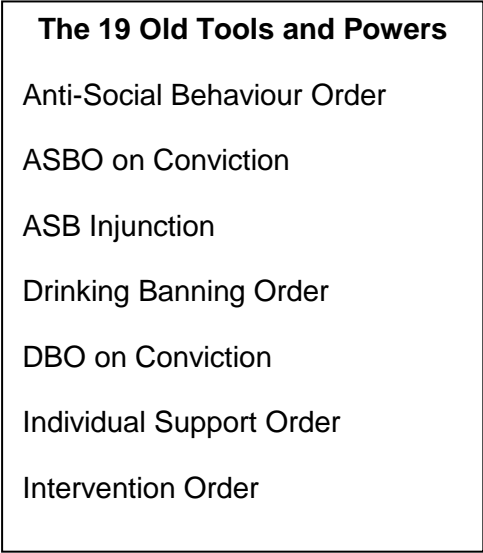 The 19 Old Tools and Powers
Anti-Social Behaviour Order
ASBO on Conviction
ASB Injunction
Drinking Banning Order
DBO on Conviction
Individual Support Order
Intervention Order